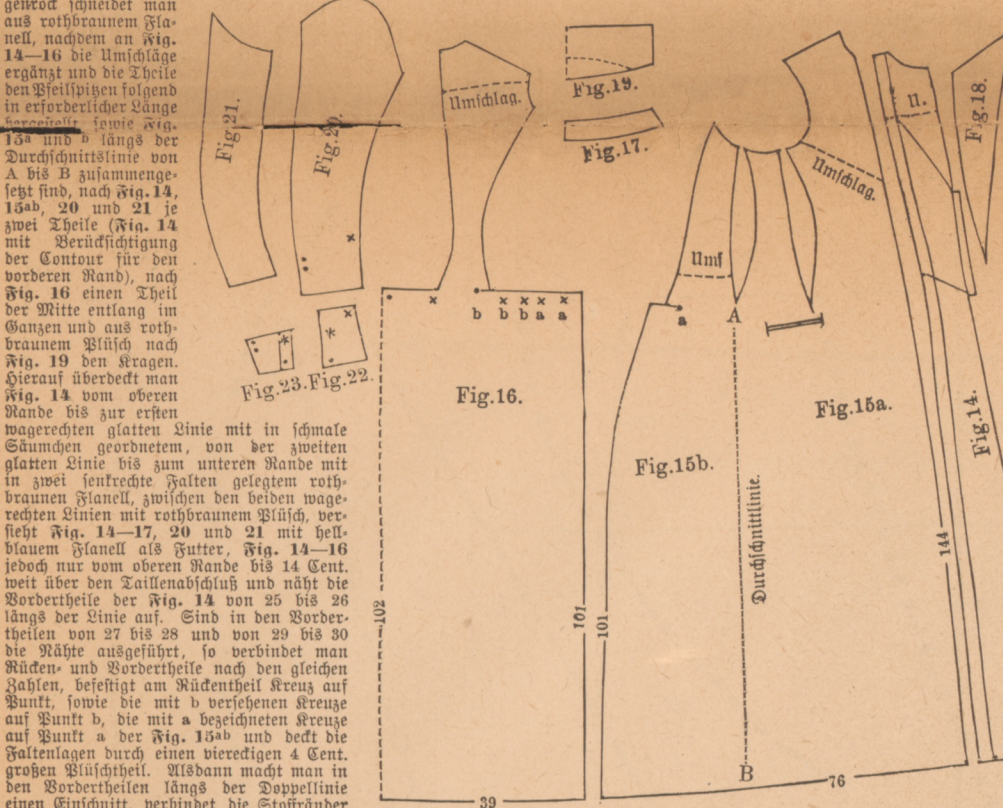 genrock schneidet man
aus rothbraunem Fla-
nell, nachdem an Fig.
14—16 die Umschläge
ergänzt und die Theile
den Pfeilspitzen folgend
in erforderlicher Länge
hergestellt, sowie Fig.
15a und b längs der
Durchschnittslinie von
A bis B zusammenge-
setzt sind, nach Fig. 14,
15ab, 20 und 21 je
zwei Theile (Fig. 14
mit Berücksichtigung
der Contour für den
vorderen Rand), nach
Fig. 16 einen Theil
der Mitte entlang im
Ganzen und aus roth-
braunem Plüsch nach
Fig. 19 den Kragen.
Hierauf überdeckt man
Fig. 14 vom oberen
Rande bis zur ersten
wagerechten glatten Linie mit in schmale
Säumchen geordnetem, von der zweiten
glatten Linie bis zum unteren Rande mit
in zwei senkrechte Falten gelegtem roth-
braunen Flanell, zwischen den beiden wage-
rechten Linien mit rothbraunem Plüsch, ver-
sieht Fig. 14—17, 20 und 21 mit hell-
blauem Flanell als Futter, Fig. 14—16
jedoch nur vom oberen Rande bis 14 Cent.
weit über den Taillenabschluß und näht die
Vordertheile der Fig. 14 von 25 bis 26
längs der Linie auf. Sind in den Vorder-
theilen von 27 bis 28 und von 29 bis 30
die Nähte ausgeführt, so verbindet man
Rücken- und Vordertheile nach den gleichen
Zahlen, befestigt am Rückentheil Kreuz auf
Punkt, sowie die mit b versehenen Kreuze
auf Punkt b, die mit a bezeichneten Kreuze
auf Punkt a der Fig. 15ab und deckt die
Faltenlagen durch einen viereckigen 4 Cent.
großen Plüschtheil. Alsdann macht man in
den Vordertheilen längs der Doppellinie
einen Einschnitt, verbindet die Stoffränder
Fig.21.
Fig.20.
Umschlag.
Fig.19.
Fig.17.
Umschlag.
U.
Fig.18.
Ums
b b b a a
a
A
Fig.23.
Fig.22.
Fig.16.
Fig.15a.
Fig.14.
Fig.15b.
Durchschnittlinie.
144
102
101
101
B
76
39